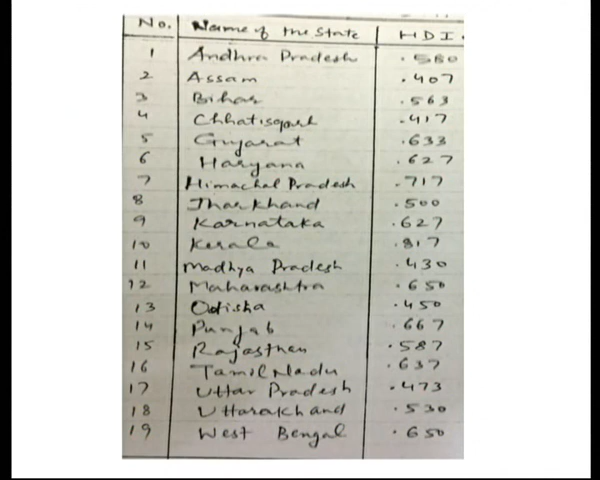 No. Name of the State HDI.
1 Andhra Pradesh .580
2 Assam .407
3 Bihar .563
4 Chhatisgarh .417
5 Gujarat .633
6 Haryana .627
7 Himachal Pradesh .717
8 Jharkhand .500
9 Karnataka .627
10 Kerala .817
11 Madhya Pradesh .430
12 Maharashtra .650
13 Odisha .450
14 Punjab .667
15 Rajasthan .587
16 Tamil Nadu .637
17 Uttar Pradesh .473
18 Uttarakhand .530
19 West Bengal .650